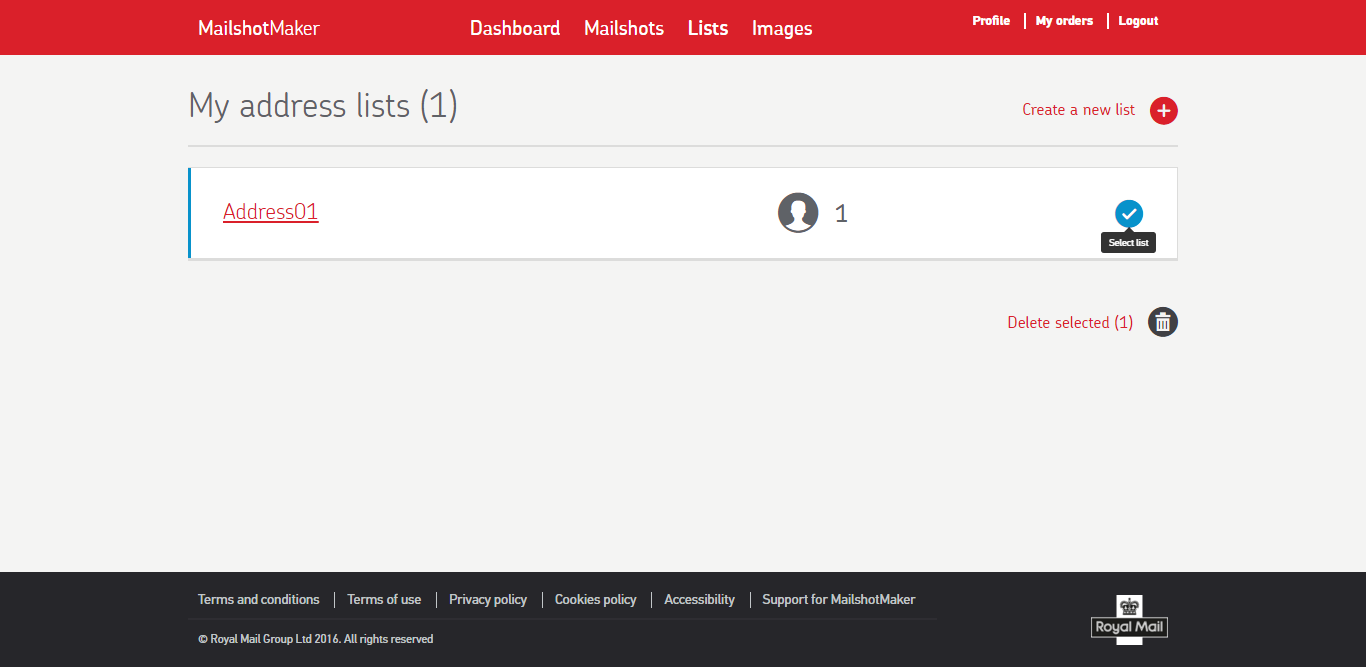 MailshotMaker
Dashboard Mailshots Lists Images
Profile My orders Logout
My address lists (1)
Create a new list
Address01
1
Select list
Delete selected (1)
Terms and conditions Terms of use Privacy policy Cookies policy Accessibility Support for MailshotMaker
© Royal Mail Group Ltd 2016. All rights reserved
Royal Mail